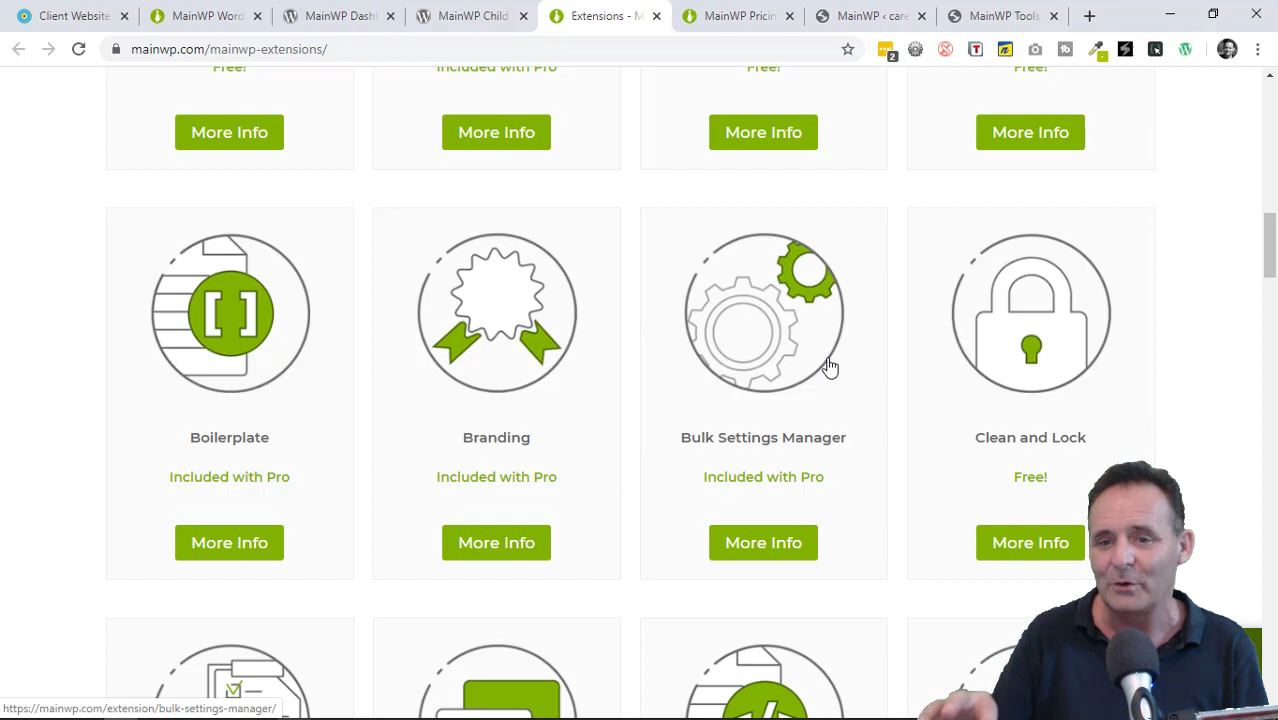 Client Website
MainWP Word
MainWP Dash
MainWP Child
Extensions - M
MainWP Pricin
MainWP ‹ care
MainWP Tools
mainwp.com/mainwp-extensions/
2
Free!
Included with Pro
Free!
Free!
More Info
More Info
More Info
More Info
Boilerplate
Branding
Bulk Settings Manager
Clean and Lock
Included with Pro
Included with Pro
Included with Pro
Free!
More Info
More Info
More Info
More Info
https://mainwp.com/extension/bulk-settings-manager/